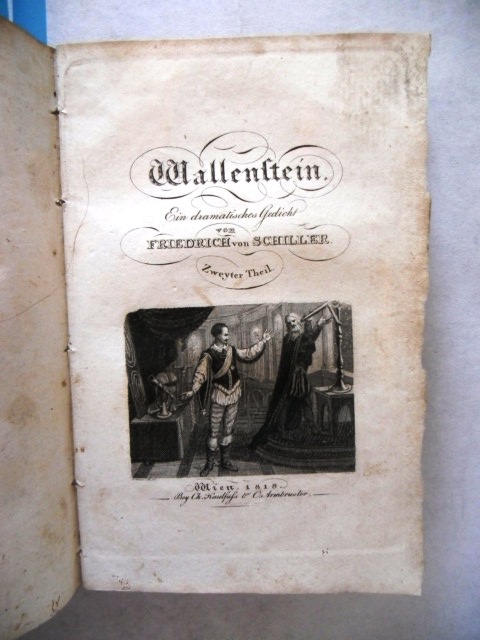 Wallenstein.
Ein dramatisches Gedicht
von
FRIEDRICH von SCHILLER.
Zweyter Theil.
Wien, 1818.
Bey Ch. Kaulfuſs & C. Armbruster.